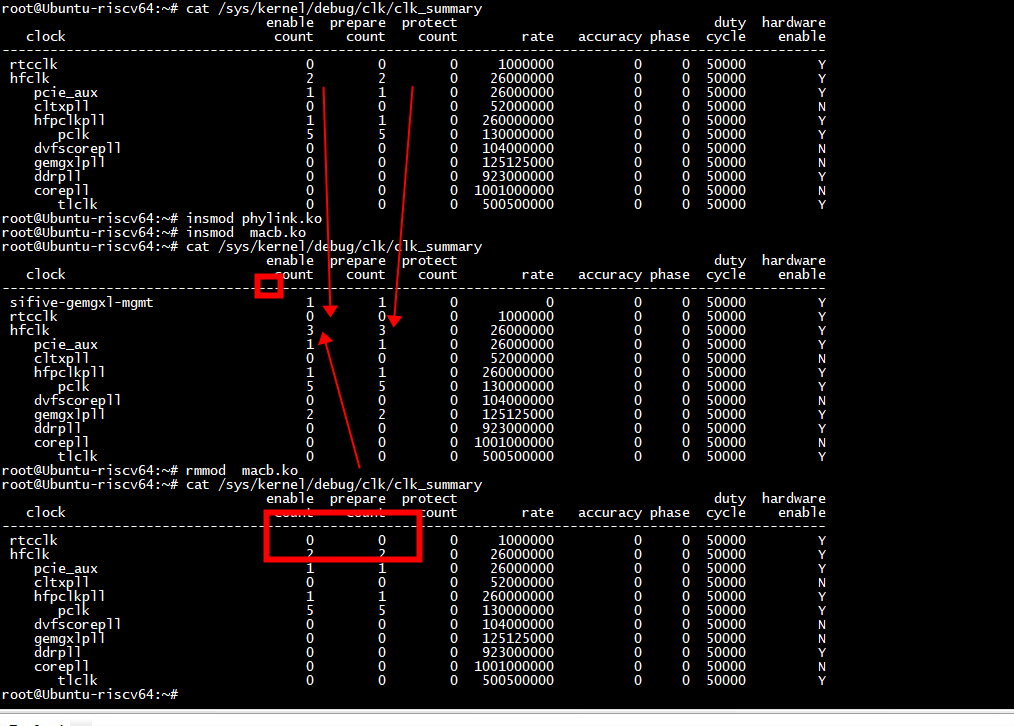 root@Ubuntu-riscv64:~# cat /sys/kernel/debug/clk/clk_summary
                                 enable  prepare  protect                                duty  hardware
   clock                          count    count    count        rate   accuracy phase  cycle    enable
-------------------------------------------------------------------------------------------------------
 rtcclk                               0        0        0     1000000          0     0  50000         Y
 hfclk                                2        2        0    26000000          0     0  50000         Y
    pcie_aux                          1        1        0    26000000          0     0  50000         Y
    cltxpll                           0        0        0    52000000          0     0  50000         N
    hfpclkpll                         1        1        0   260000000          0     0  50000         Y
       pclk                           5        5        0   130000000          0     0  50000         Y
    dvfscorepll                       0        0        0   104000000          0     0  50000         N
    gemgxlpll                         0        0        0   125125000          0     0  50000         N
    ddrpll                            0        0        0   923000000          0     0  50000         Y
    corepll                           0        0        0  1001000000          0     0  50000         N
       tlclk                          0        0        0   500500000          0     0  50000         Y
root@Ubuntu-riscv64:~# insmod phylink.ko
root@Ubuntu-riscv64:~# insmod  macb.ko
root@Ubuntu-riscv64:~# cat /sys/kernel/debug/clk/clk_summary
                                 enable  prepare  protect                                duty  hardware
   clock                          count    count    count        rate   accuracy phase  cycle    enable
-------------------------------------------------------------------------------------------------------
 sifive-gemgxl-mgmt                   1        1        0           0          0     0  50000         Y
 rtcclk                               0        0        0     1000000          0     0  50000         Y
 hfclk                                3        3        0    26000000          0     0  50000         Y
    pcie_aux                          1        1        0    26000000          0     0  50000         Y
    cltxpll                           0        0        0    52000000          0     0  50000         N
    hfpclkpll                         1        1        0   260000000          0     0  50000         Y
       pclk                           5        5        0   130000000          0     0  50000         Y
    dvfscorepll                       0        0        0   104000000          0     0  50000         N
    gemgxlpll                         2        2        0   125125000          0     0  50000         Y
    ddrpll                            0        0        0   923000000          0     0  50000         Y
    corepll                           0        0        0  1001000000          0     0  50000         N
       tlclk                          0        0        0   500500000          0     0  50000         Y
root@Ubuntu-riscv64:~# rmmod  macb.ko
root@Ubuntu-riscv64:~# cat /sys/kernel/debug/clk/clk_summary
                                 enable  prepare  protect                                duty  hardware
   clock                          count    count    count        rate   accuracy phase  cycle    enable
-------------------------------------------------------------------------------------------------------
 rtcclk                               0        0        0     1000000          0     0  50000         Y
 hfclk                                2        2        0    26000000          0     0  50000         Y
    pcie_aux                          1        1        0    26000000          0     0  50000         Y
    cltxpll                           0        0        0    52000000          0     0  50000         N
    hfpclkpll                         1        1        0   260000000          0     0  50000         Y
       pclk                           5        5        0   130000000          0     0  50000         Y
    dvfscorepll                       0        0        0   104000000          0     0  50000         N
    gemgxlpll                         0        0        0   125125000          0     0  50000         N
    ddrpll                            0        0        0   923000000          0     0  50000         Y
    corepll                           0        0        0  1001000000          0     0  50000         N
       tlclk                          0        0        0   500500000          0     0  50000         Y
root@Ubuntu-riscv64:~#